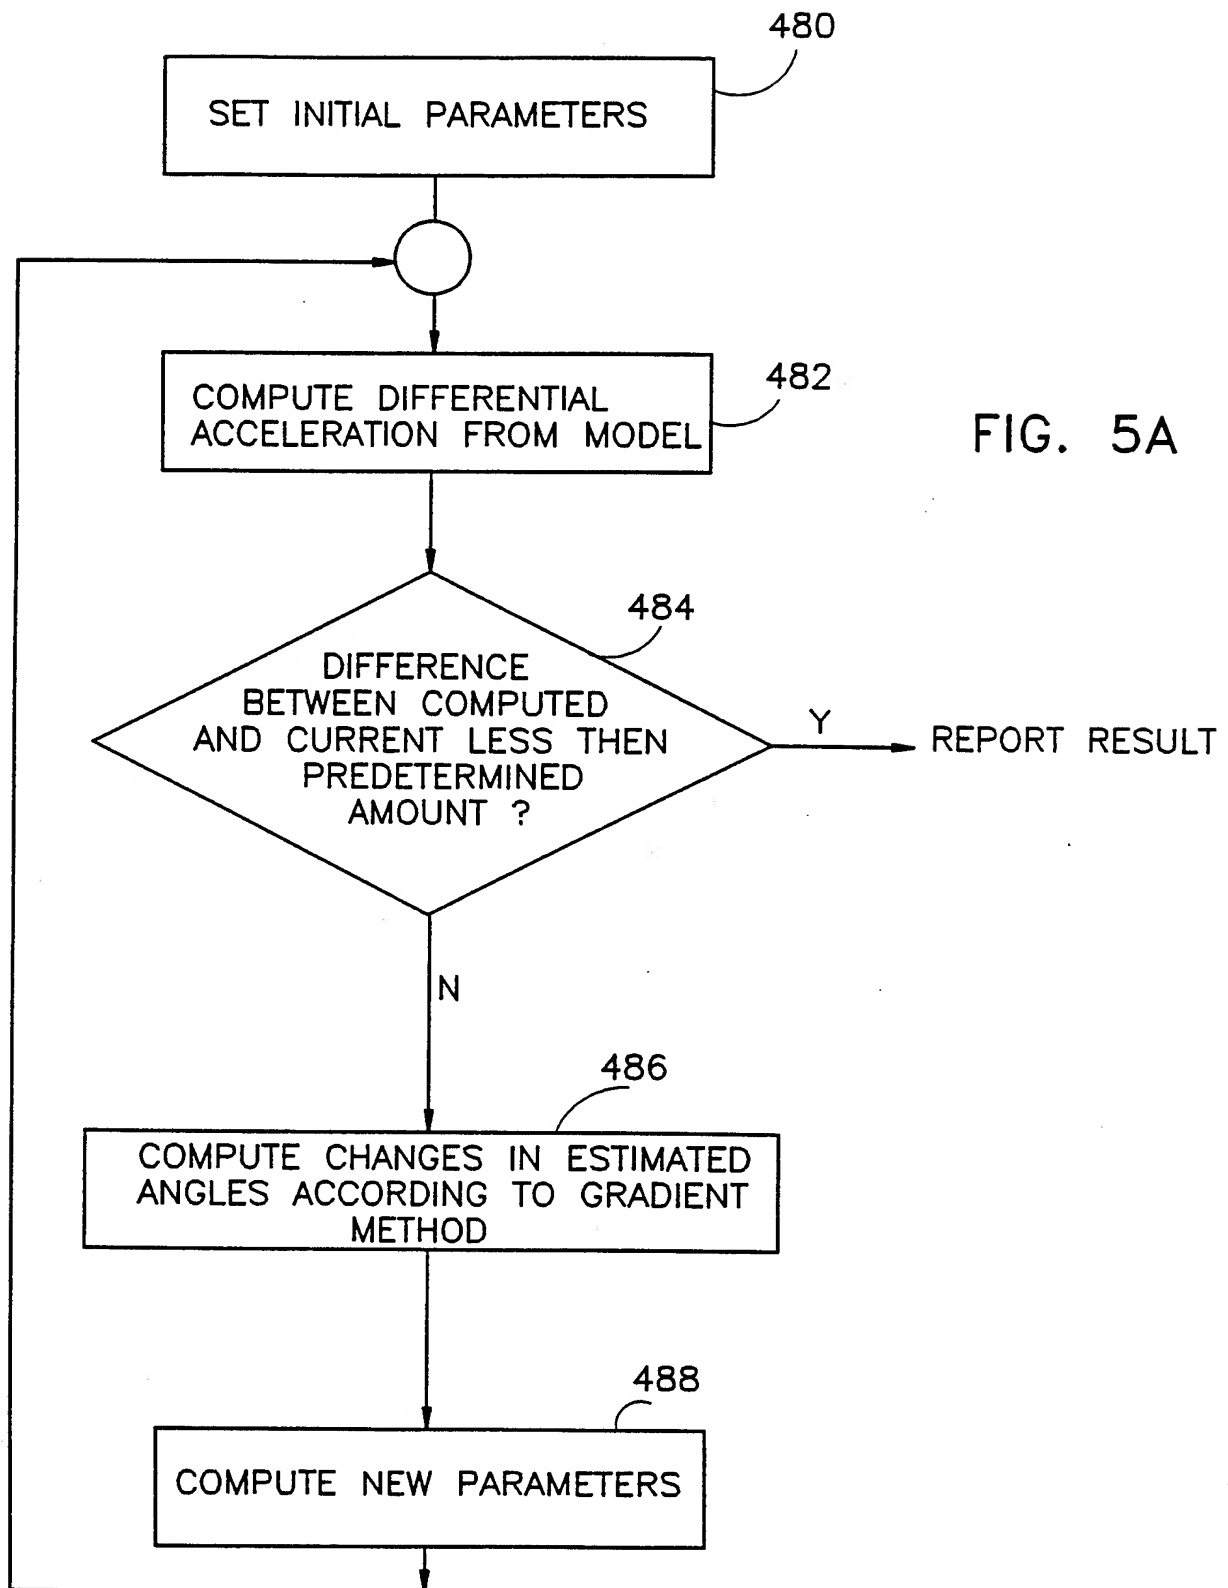 480
SET INITIAL PARAMETERS
482
COMPUTE DIFFERENTIAL
ACCELERATION FROM MODEL
FIG. 5A
484
DIFFERENCE
BETWEEN COMPUTED
AND CURRENT LESS THEN
PREDETERMINED
AMOUNT ?
Y
REPORT RESULT
N
486
COMPUTE CHANGES IN ESTIMATED
ANGLES ACCORDING TO GRADIENT
METHOD
488
COMPUTE NEW PARAMETERS